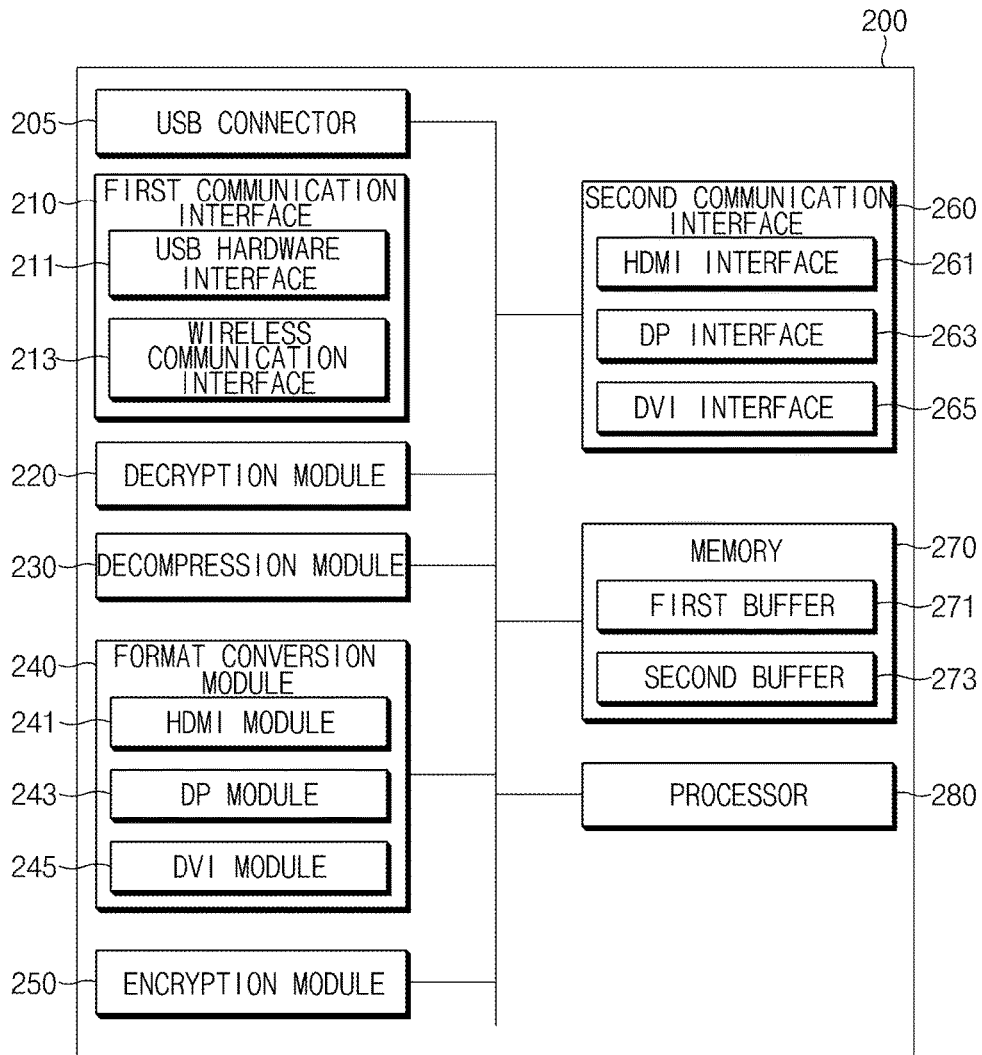 200
205
USB CONNECTOR
210
FIRST COMMUNICATION
INTERFACE
211
USB HARDWARE
INTERFACE
213
WIRELESS
COMMUNICATION
INTERFACE
220
DECRYPTION MODULE
230
DECOMPRESSION MODULE
240
FORMAT CONVERSION
MODULE
241
HDMI MODULE
243
DP MODULE
245
DVI MODULE
250
ENCRYPTION MODULE
SECOND COMMUNICATION
INTERFACE
260
HDMI INTERFACE
261
DP INTERFACE
263
DVI INTERFACE
265
MEMORY
270
FIRST BUFFER
271
SECOND BUFFER
273
PROCESSOR
280